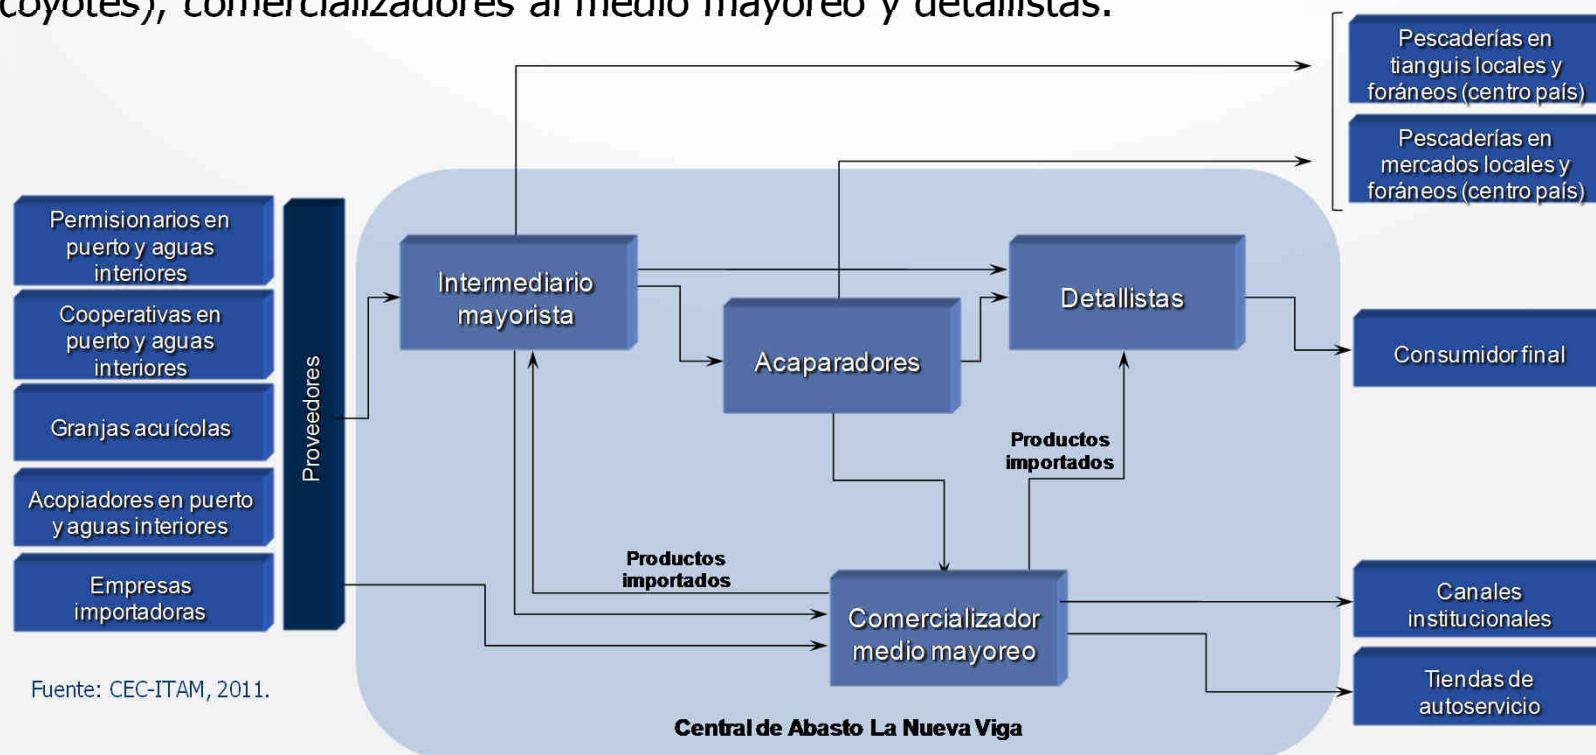 coyotes), comercializadores al medio mayoreo y detallistas.
Pescaderías en
tianguis locales y
foráneos (centro país)
Pescaderías en
mercados locales y
foráneos (centro país)
Permisionarios en
puerto y aguas
interiores
Cooperativas en
puerto y aguas
interiores
Granjas acuícolas
Acopiadores en puerto
y aguas interiores
Empresas
importadoras
Proveedores
Intermediario
mayorista
Acaparadores
Detallistas
Consumidor final
Productos
importados
Productos
importados
Comercializador
medio mayoreo
Canales
institucionales
Tiendas de
autoservicio
Fuente: CEC-ITAM, 2011.
Central de Abasto La Nueva Viga